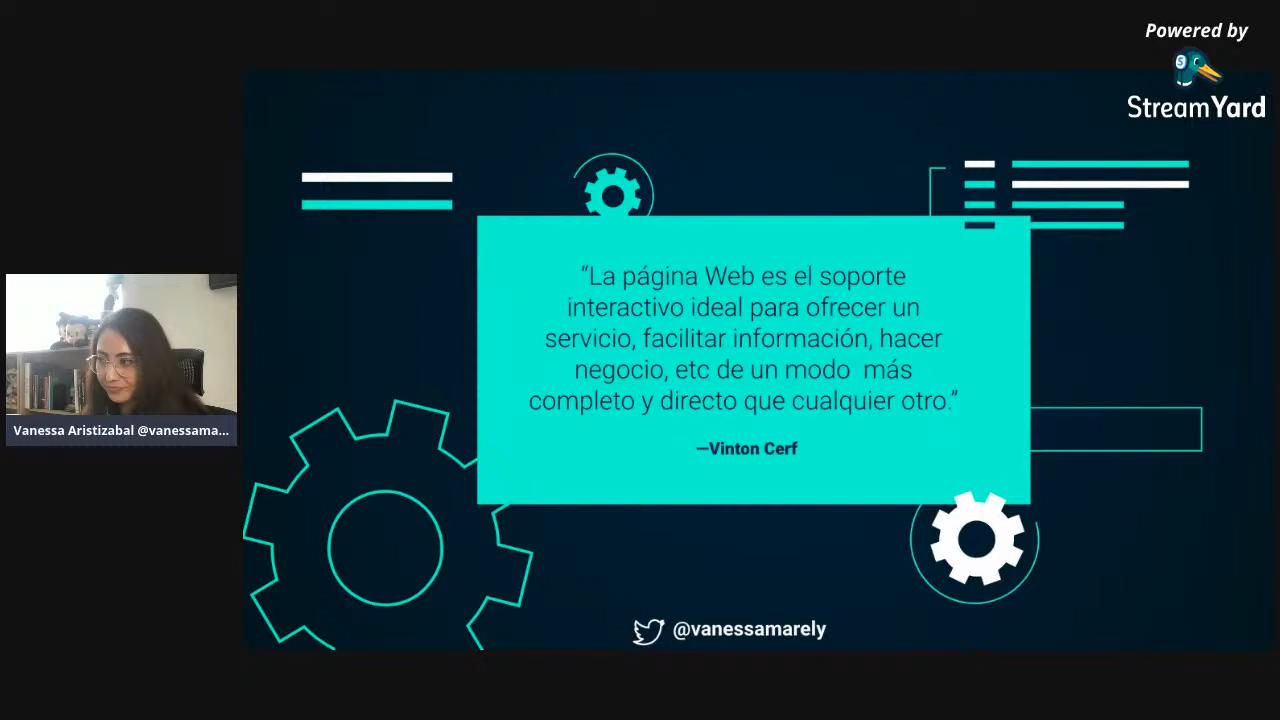 Powered by
StreamYard
“La página Web es el soporte
interactivo ideal para ofrecer un
servicio, facilitar información, hacer
negocio, etc de un modo  más
completo y directo que cualquier otro.”
—Vinton Cerf
Vanessa Aristizabal @vanessama...
@vanessamarely